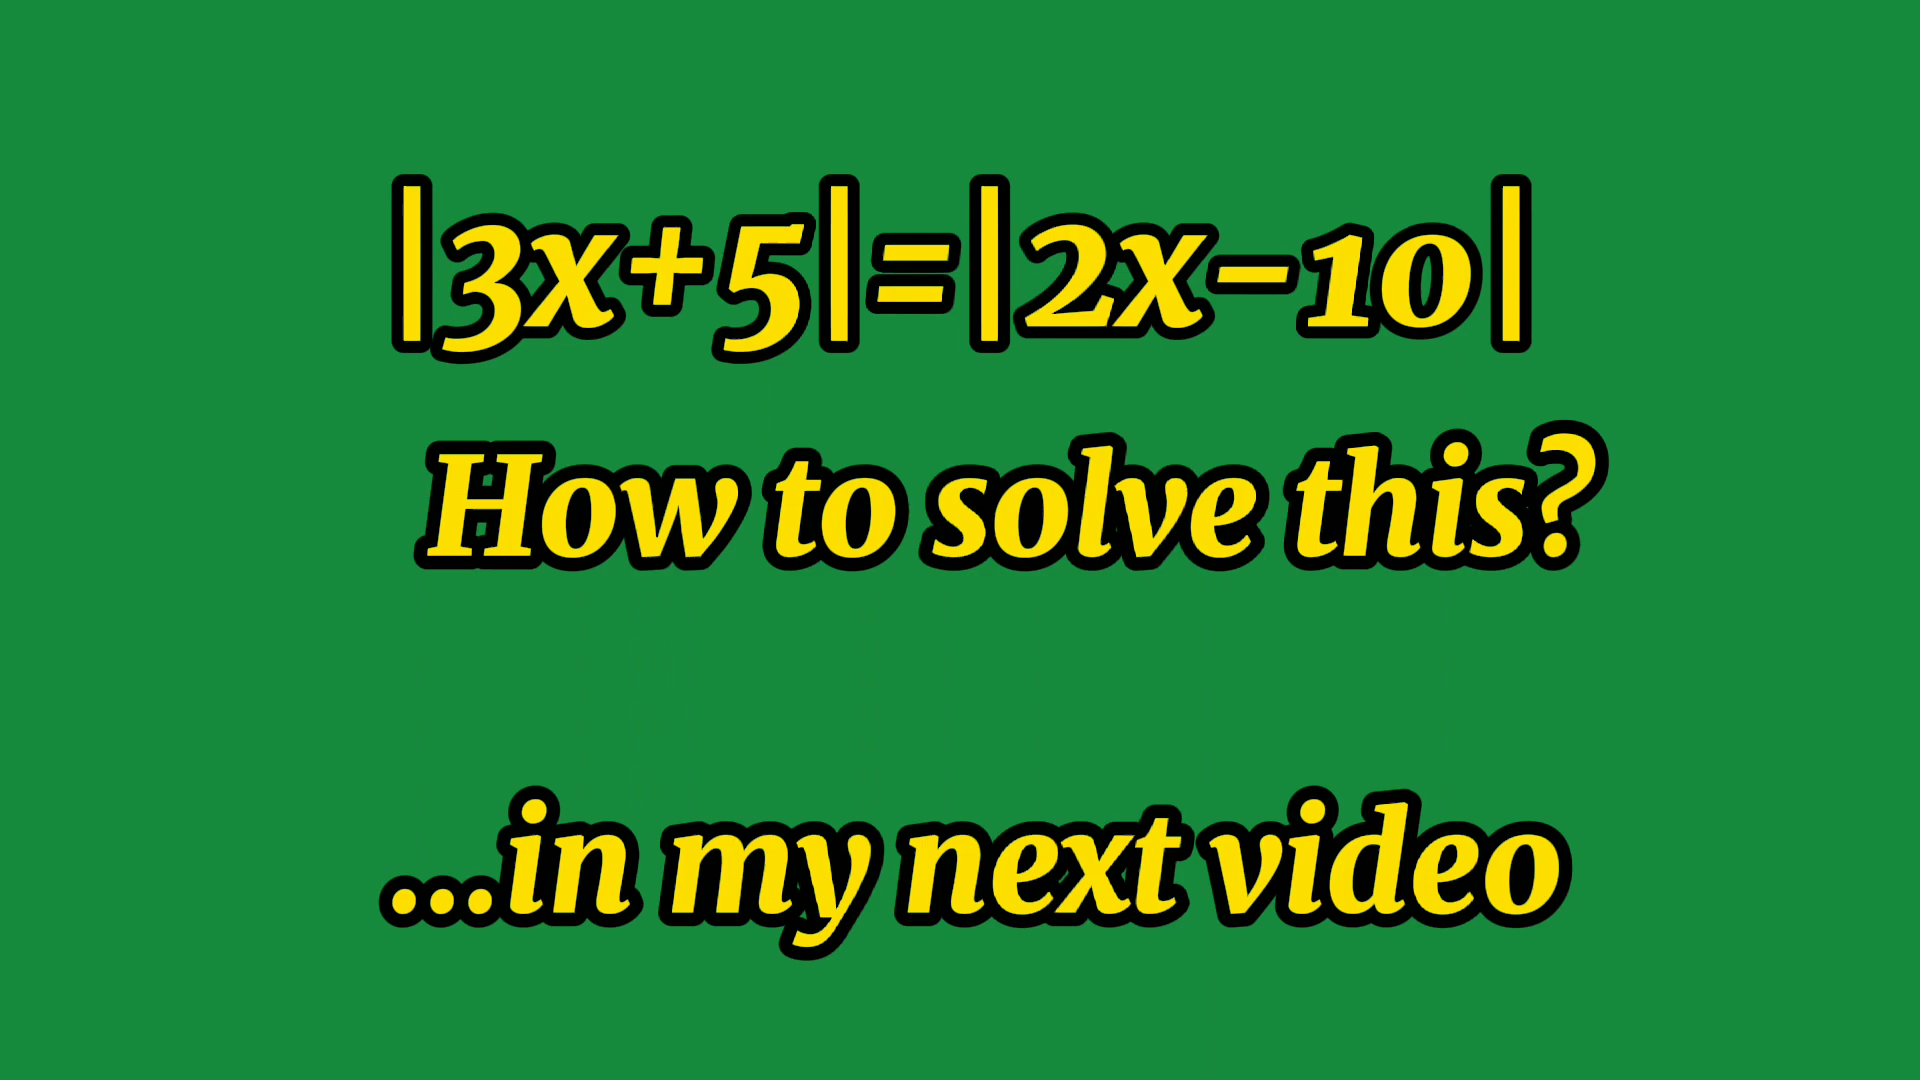 |3x+5|=|2x−10|
How to solve this?
...in my next video